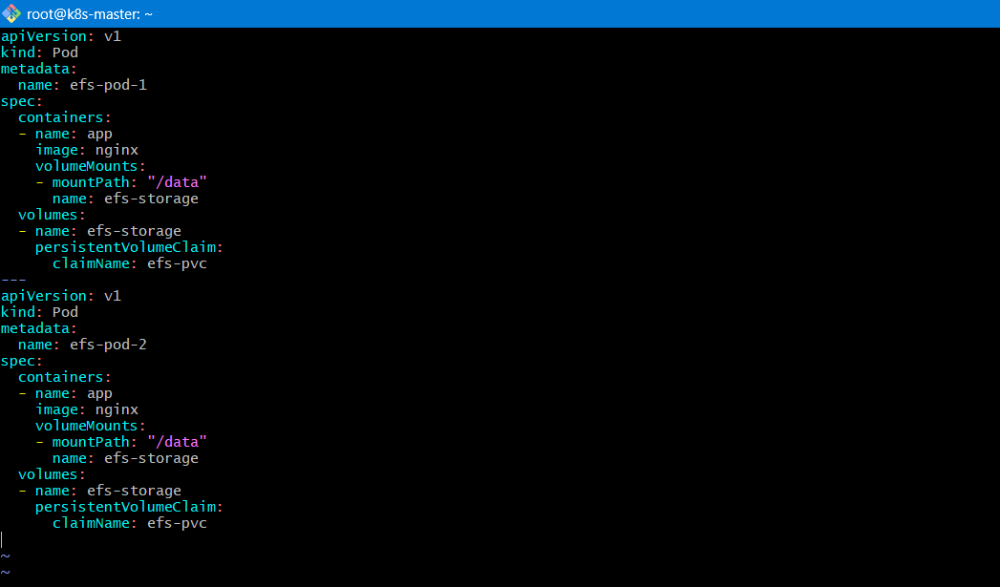 root@k8s-master: ~
apiVersion: v1
kind: Pod
metadata:
  name: efs-pod-1
spec:
  containers:
  - name: app
    image: nginx
    volumeMounts:
    - mountPath: "/data"
      name: efs-storage
  volumes:
  - name: efs-storage
    persistentVolumeClaim:
      claimName: efs-pvc
---
apiVersion: v1
kind: Pod
metadata:
  name: efs-pod-2
spec:
  containers:
  - name: app
    image: nginx
    volumeMounts:
    - mountPath: "/data"
      name: efs-storage
  volumes:
  - name: efs-storage
    persistentVolumeClaim:
      claimName: efs-pvc
~
~